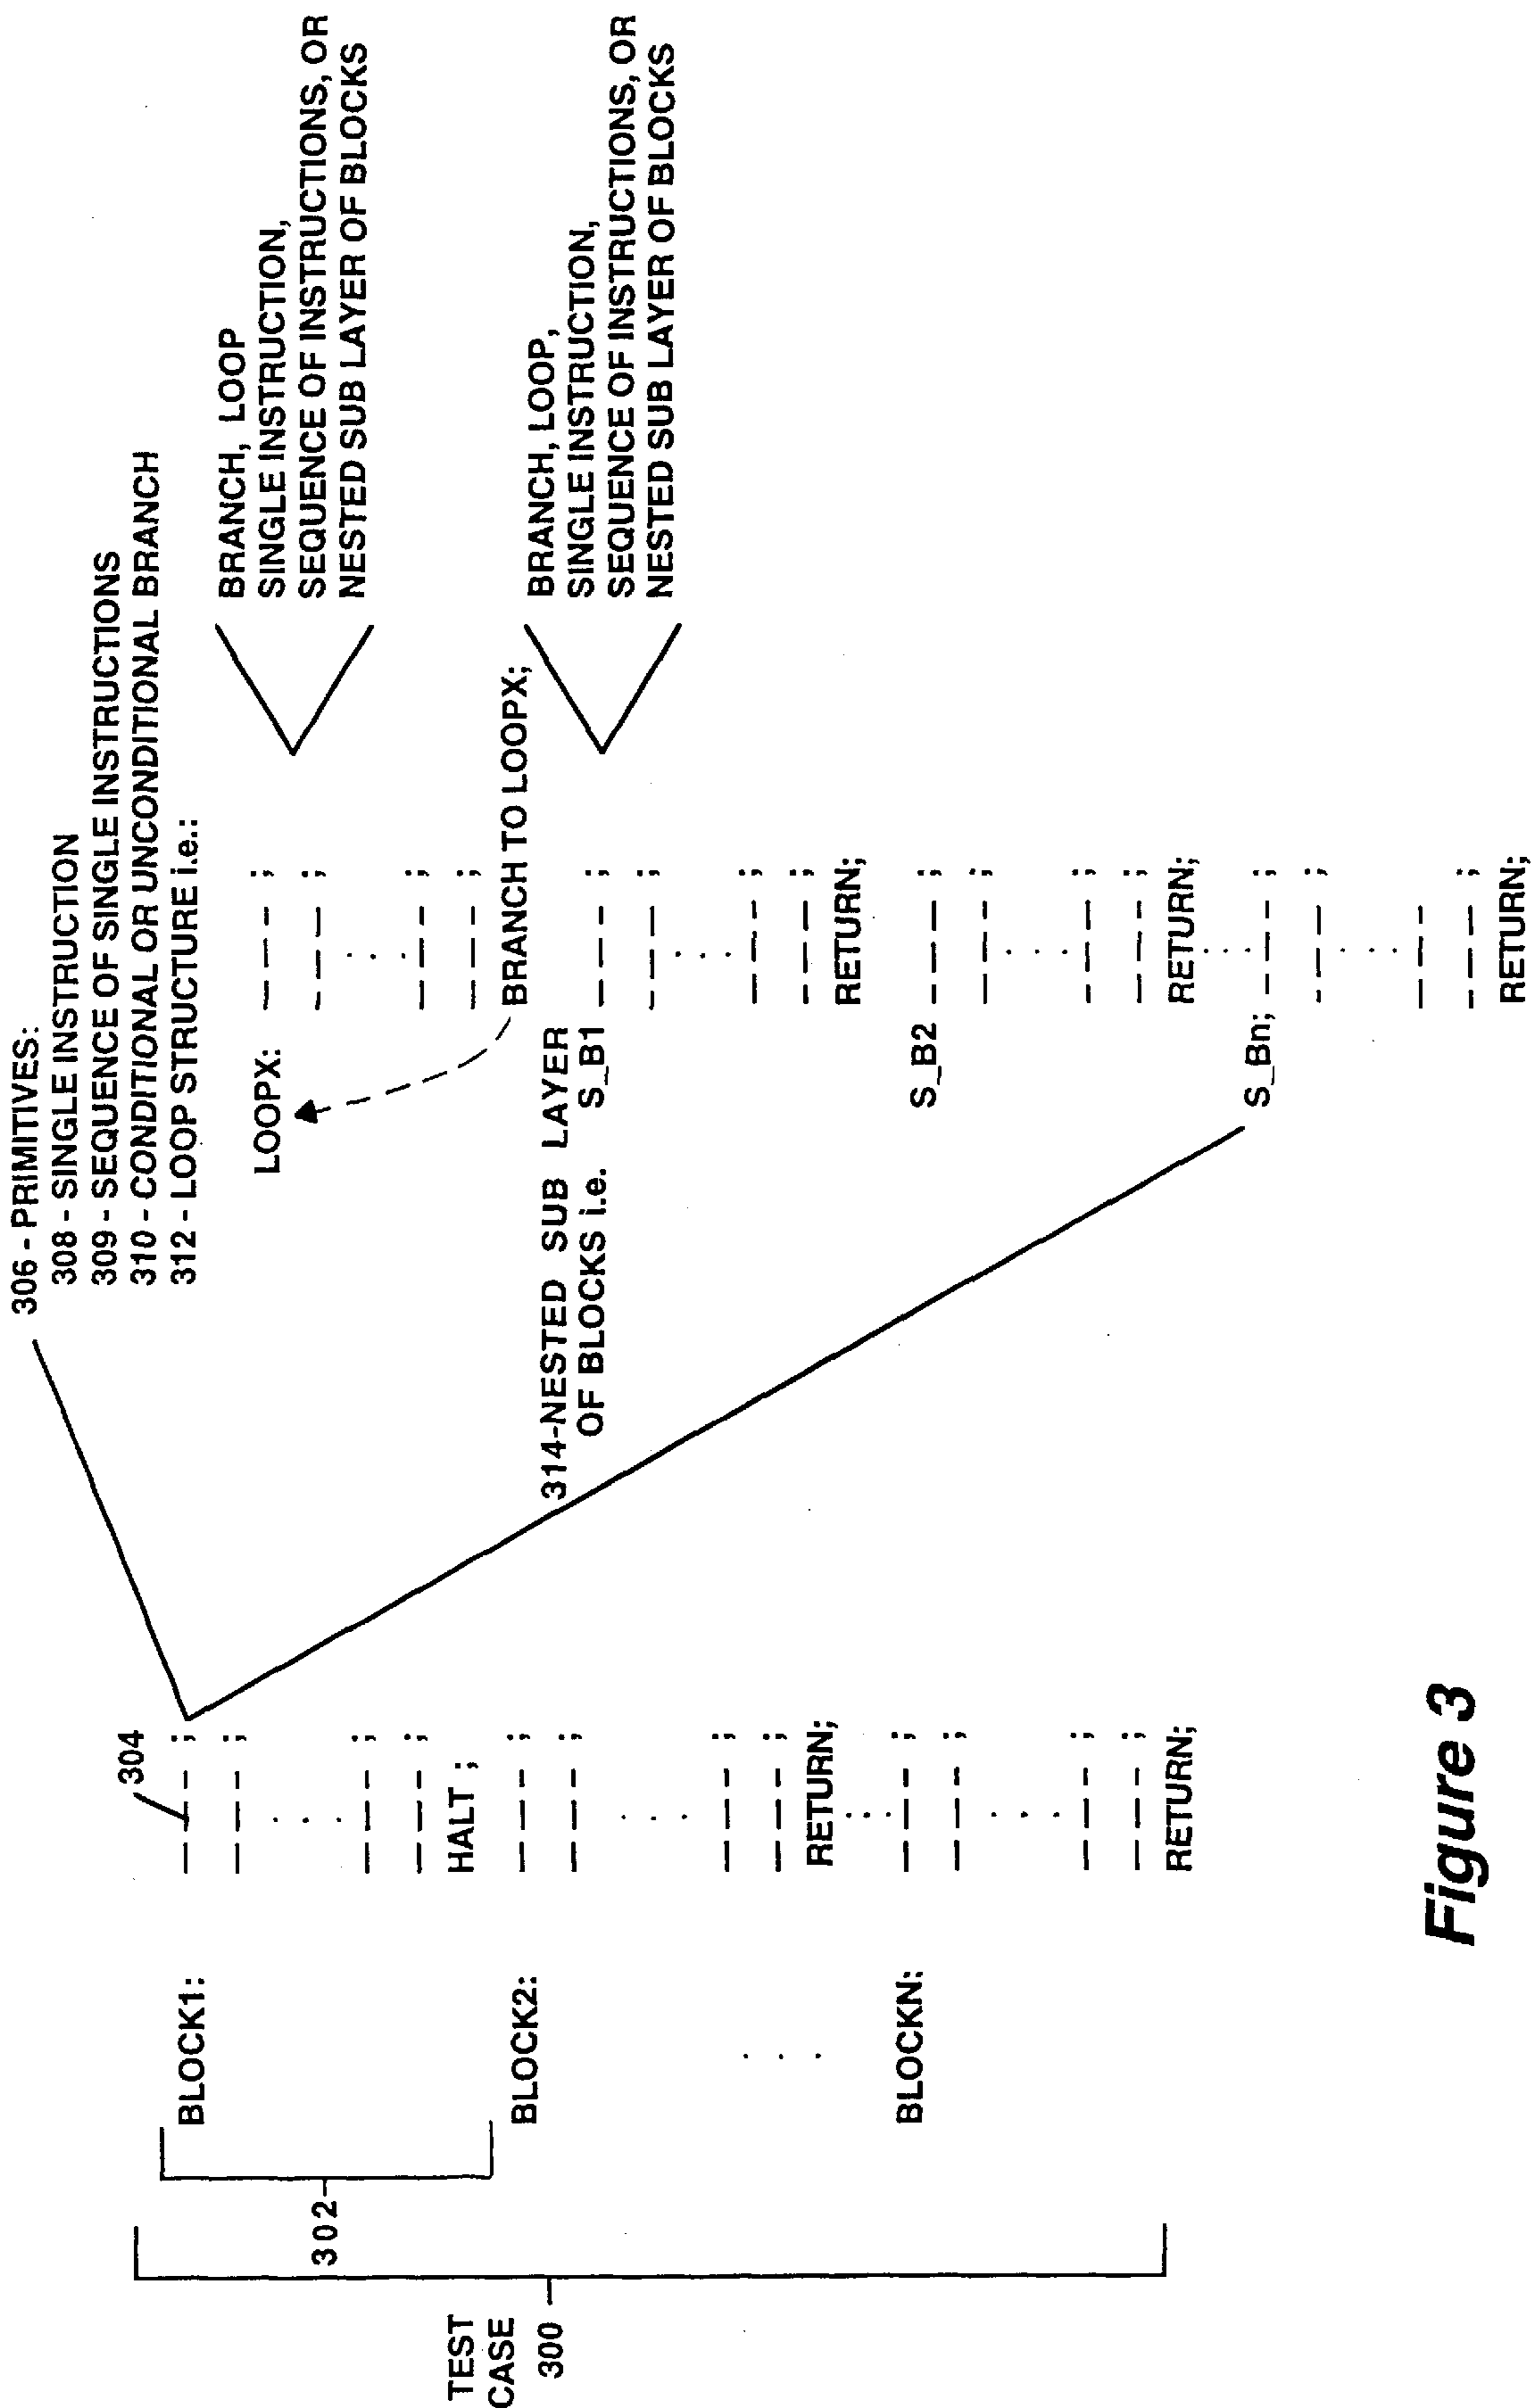 TEST
CASE
300
302
BLOCK1:
304
— — — ;
— — — ;
. . .
— — — ;
— — — ;
HALT ;
BLOCK2:
— — — ;
— — — ;
. . .
— — — ;
— — — ;
RETURN;
. . .
BLOCKN:
— — — ;
— — — ;
. . .
— — — ;
— — — ;
RETURN;
306 - PRIMITIVES:
308 - SINGLE INSTRUCTION
309 - SEQUENCE OF SINGLE INSTRUCTIONS
310 - CONDITIONAL OR UNCONDITIONAL BRANCH
312 - LOOP STRUCTURE i.e.:
LOOPX: — — — ;
— — — ;
. . .
— — — ;
— — — ;
BRANCH TO LOOPX;
BRANCH, LOOP
SINGLE INSTRUCTION,
SEQUENCE OF INSTRUCTIONS, OR
NESTED SUB LAYER OF BLOCKS
314-NESTED SUB LAYER
OF BLOCKS i.e. S_B1 — — — ;
— — — ;
. . .
— — — ;
— — — ;
RETURN;
BRANCH, LOOP,
SINGLE INSTRUCTION,
SEQUENCE OF INSTRUCTIONS, OR
NESTED SUB LAYER OF BLOCKS
S_B2 — — — ;
— — — ;
. . .
— — — ;
— — — ;
RETURN;
. . .
S_Bn; — — — ;
— — — ;
. . .
— — — ;
— — — ;
RETURN;
Figure 3